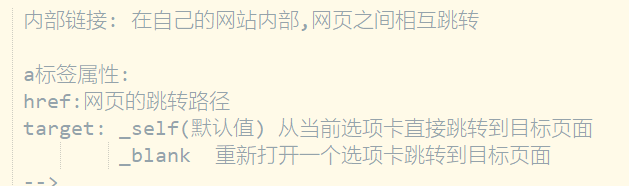 内部链接: 在自己的网站内部,网页之间相互跳转
a标签属性:
href:网页的跳转路径
target: _self(默认值) 从当前选项卡直接跳转到目标页面
_blank 重新打开一个选项卡跳转到目标页面
-->